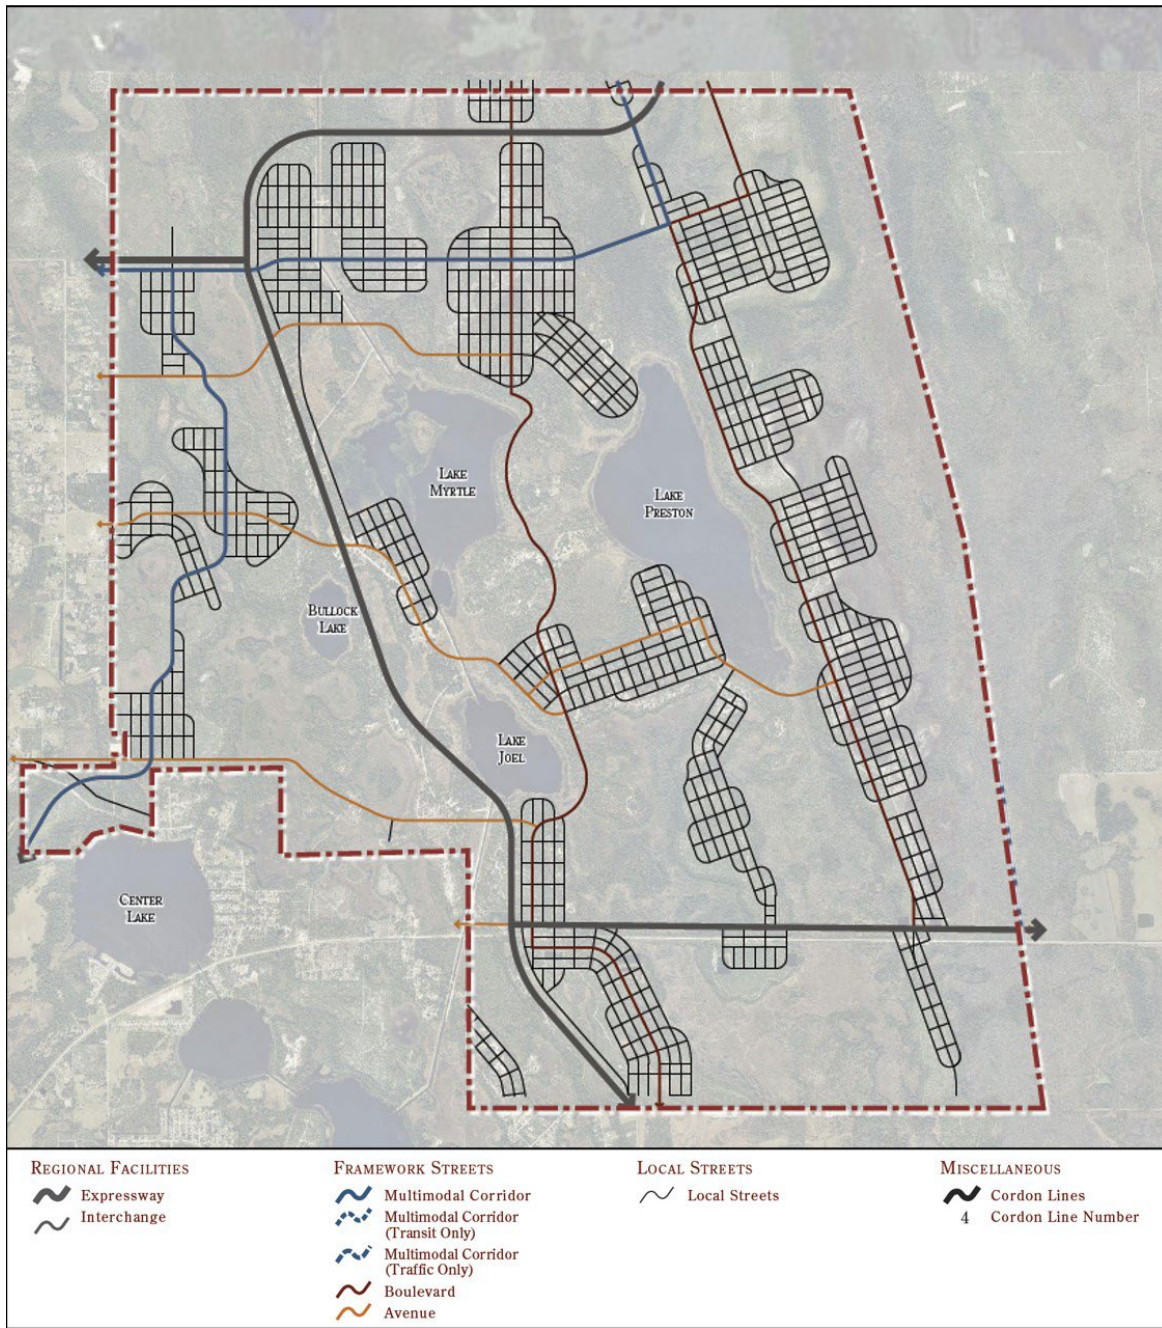 LAKE
MYRTLE
LAKE
PRESTON
BULLOCK
LAKE
LAKE
JOEL
CENTER
LAKE
REGIONAL FACILITIES
Expressway
Interchange
FRAMEWORK STREETS
Multimodal Corridor
Multimodal Corridor
(Transit Only)
Multimodal Corridor
(Traffic Only)
Boulevard
Avenue
LOCAL STREETS
Local Streets
MISCELLANEOUS
Cordon Lines
4 Cordon Line Number